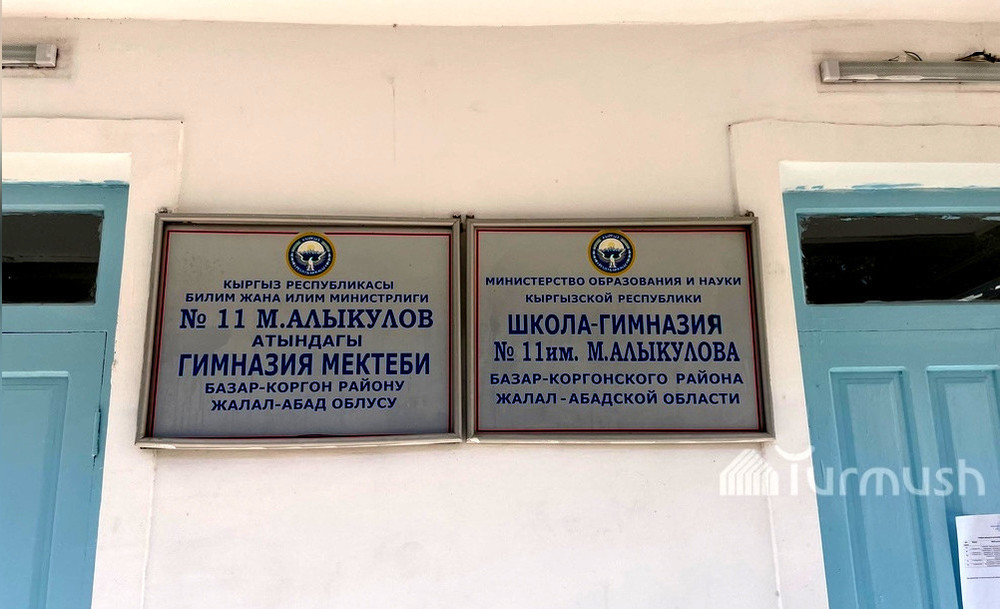 КЫРГЫЗ РЕСПУБЛИКАСЫ
БИЛИМ ЖАНА ИЛИМ МИНИСТРЛИГИ
№ 11 М.АЛЫКУЛОВ
АТЫНДАГЫ
ГИМНАЗИЯ МЕКТЕБИ
БАЗАР-КОРГОН РАЙОНУ
ЖАЛАЛ-АБАД ОБЛУСУ
МИНИСТЕРСТВО ОБРАЗОВАНИЯ И НАУКИ
КЫРГЫЗСКОЙ РЕСПУБЛИКИ
ШКОЛА-ГИМНАЗИЯ
№ 11им. М.АЛЫКУЛОВА
БАЗАР-КОРГОНСКОГО РАЙОНА
ЖАЛАЛ-АБАДСКОЙ ОБЛАСТИ
Turmush